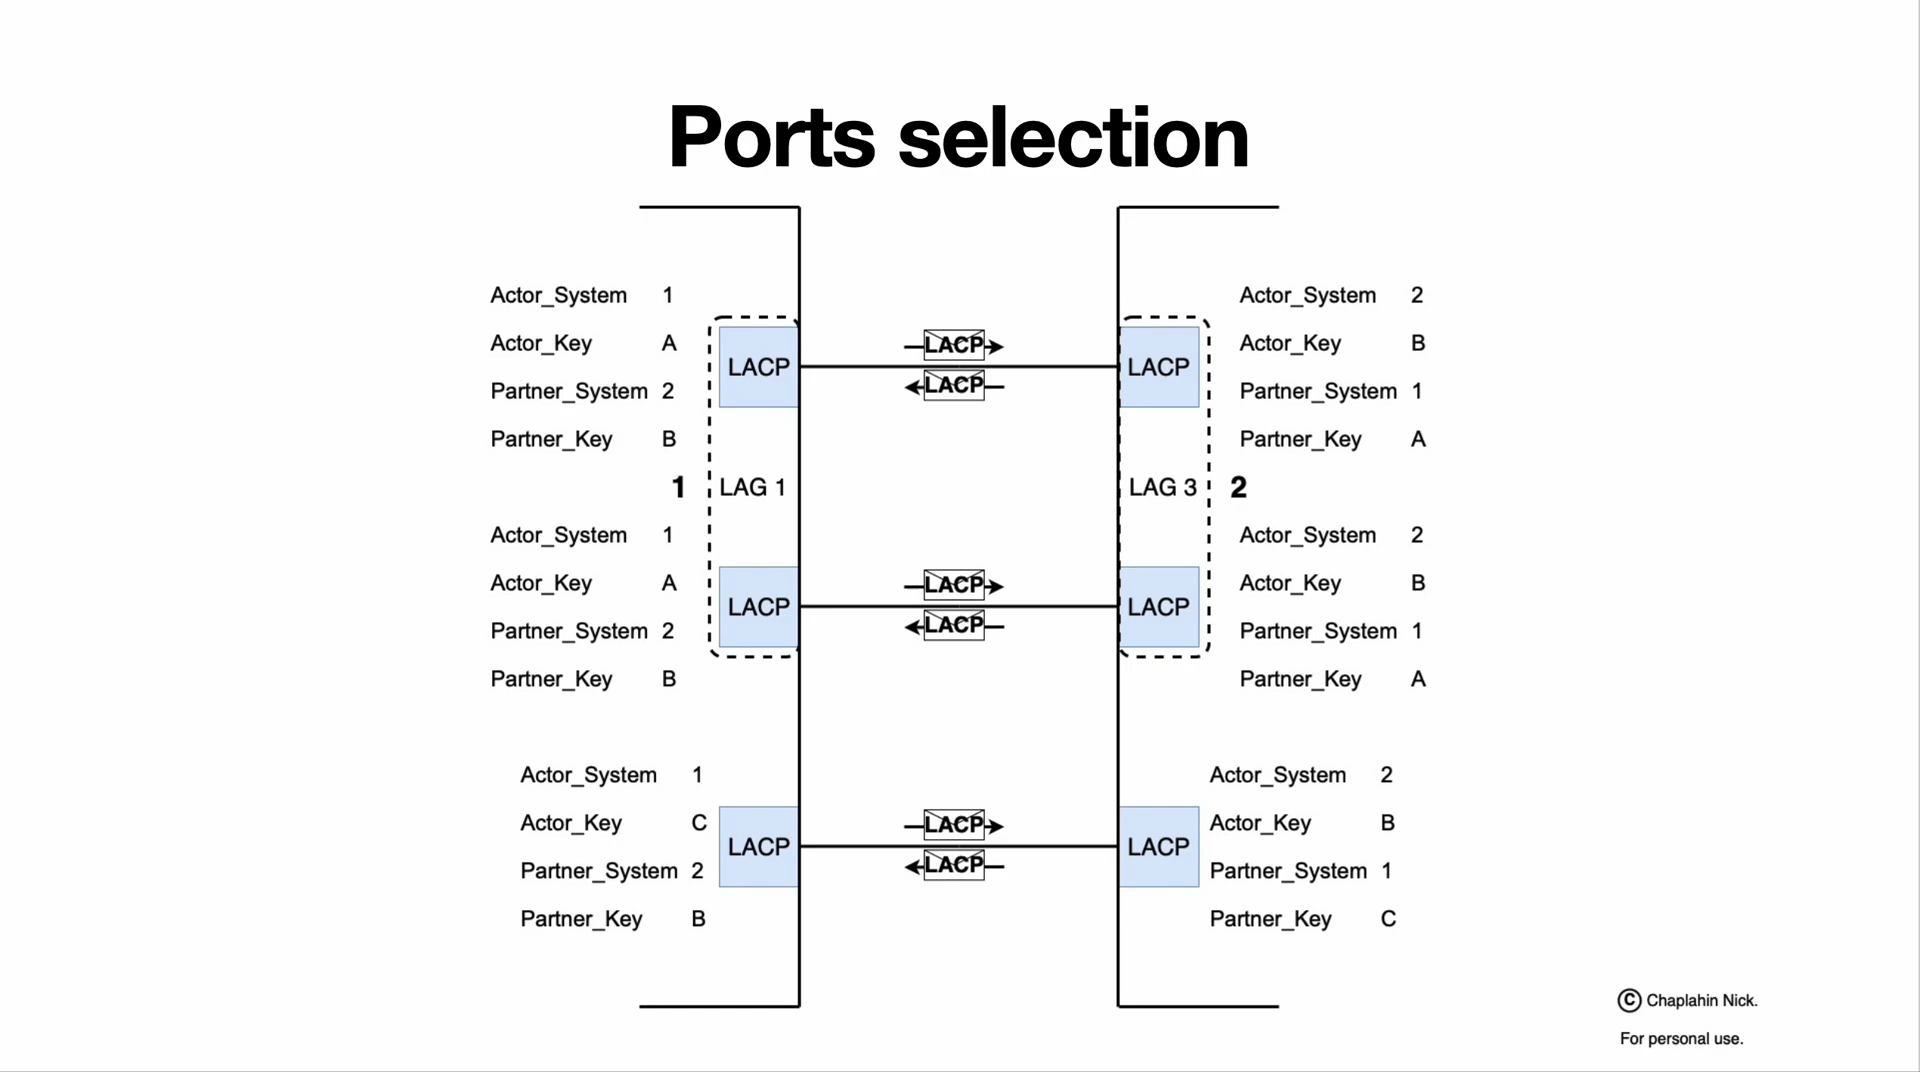 Ports selection
Actor_System 1
Actor_Key A
Partner_System 2
Partner_Key B
LACP
LACP
LACP
LACP
Actor_System 2
Actor_Key B
Partner_System 1
Partner_Key A
1
LAG 1
LAG 3
2
Actor_System 1
Actor_Key A
Partner_System 2
Partner_Key B
LACP
LACP
LACP
LACP
Actor_System 2
Actor_Key B
Partner_System 1
Partner_Key A
Actor_System 1
Actor_Key C
Partner_System 2
Partner_Key B
LACP
LACP
LACP
LACP
Actor_System 2
Actor_Key B
Partner_System 1
Partner_Key C
© Chaplahin Nick.
For personal use.